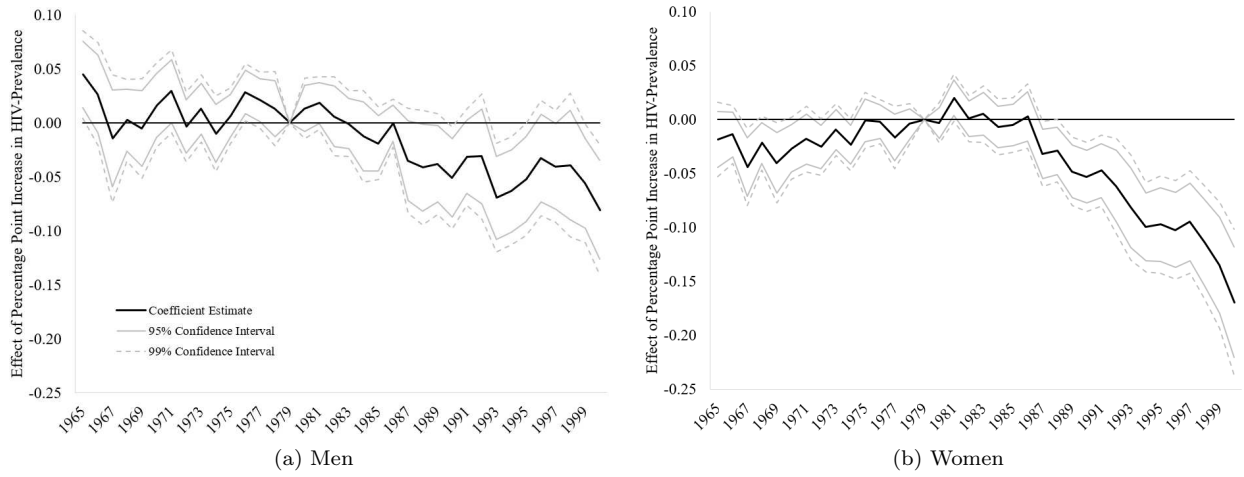 Effect of Percentage Point Increase in HIV-Prevalence
0.10
0.05
0.00
-0.05
-0.10
-0.15
-0.20
-0.25
Coefficient Estimate
95% Confidence Interval
99% Confidence Interval
1965 1967 1969 1971 1973 1975 1977 1979 1981 1983 1985 1987 1989 1991 1993 1995 1997 1999
(a) Men
Effect of Percentage Point Increase in HIV-Prevalence
0.10
0.05
0.00
-0.05
-0.10
-0.15
-0.20
-0.25
1965 1967 1969 1971 1973 1975 1977 1979 1981 1983 1985 1987 1989 1991 1993 1995 1997 1999
(b) Women